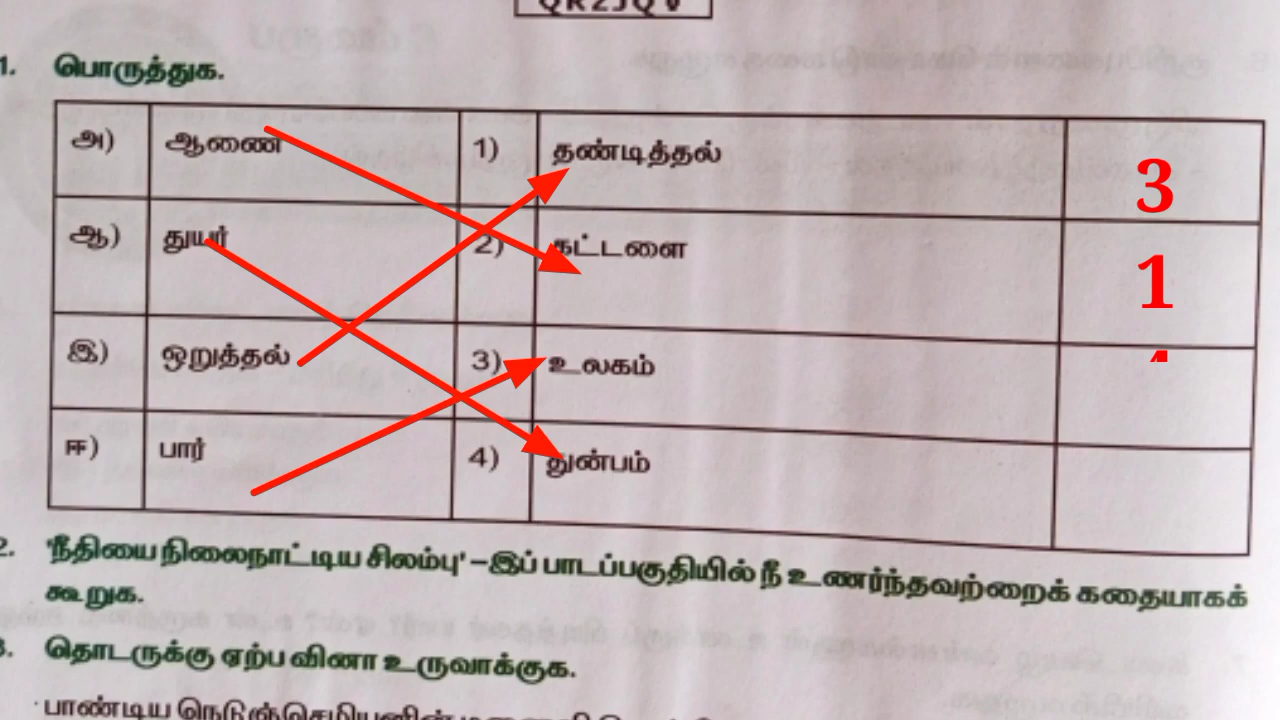 1. பொருத்துக.
அ) ஆணை 1) தண்டித்தல் 3
ஆ) துயர் 2) கட்டளை 1
இ) ஒறுத்தல் 3) உலகம்
ஈ) பார் 4) துன்பம்
2. 'நீதியை நிலைநாட்டிய சிலம்பு' – இப் பாடப்பகுதியில் நீ உணர்ந்தவற்றைக் கதையாகக்
கூறுக.
3. தொடருக்கு ஏற்ப வினா உருவாக்குக.